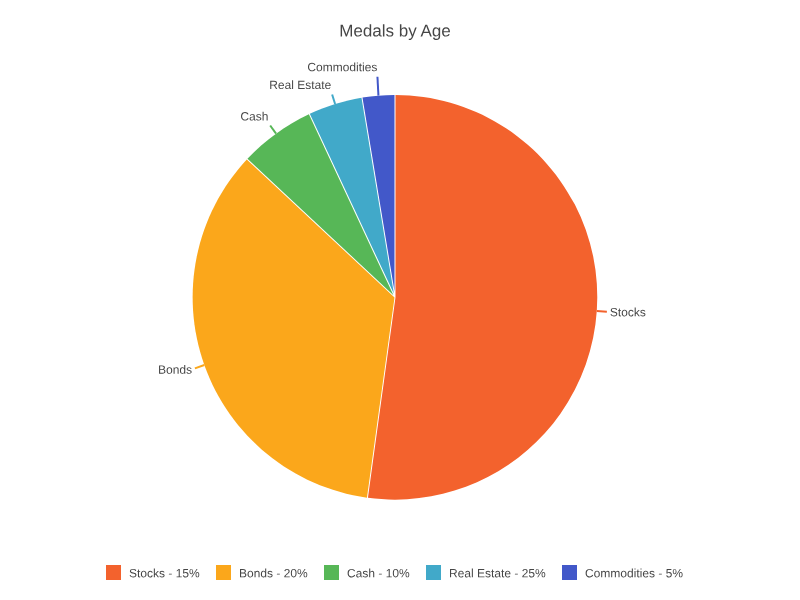 Medals by Age
Commodities
Real Estate
Cash
Stocks
Bonds
Stocks - 15%
Bonds - 20%
Cash - 10%
Real Estate - 25%
Commodities - 5%